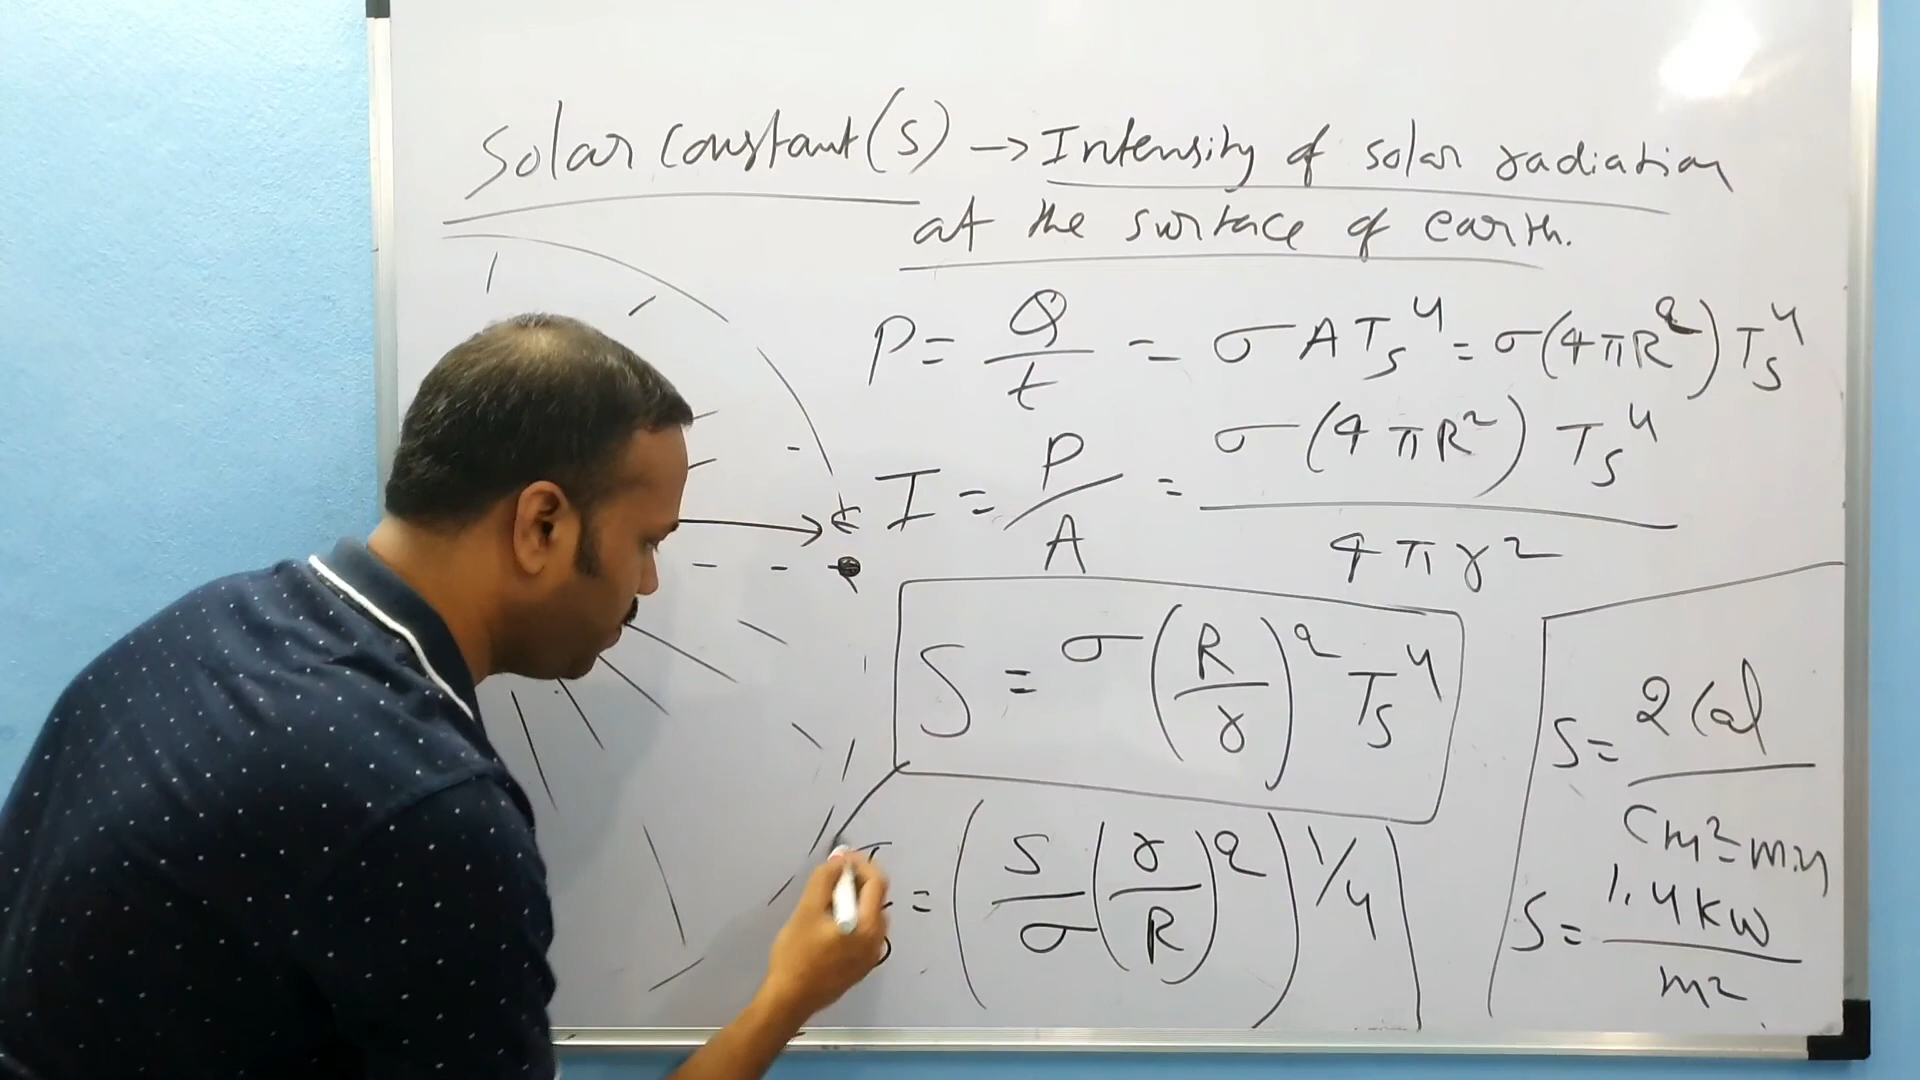 Solar Constant (S) → Intensity of solar radiation
at the surface of earth.
P = Q/t = σ A Ts⁴ = σ(4πR²) Ts⁴
I = P/A = σ(4πR²) Ts⁴ / 4πr²
S = σ (R/r)² Ts⁴
= (S/σ (r/R)²)^1/4
S = 2 Cal / cm² min
S = 1.4 KW / m²